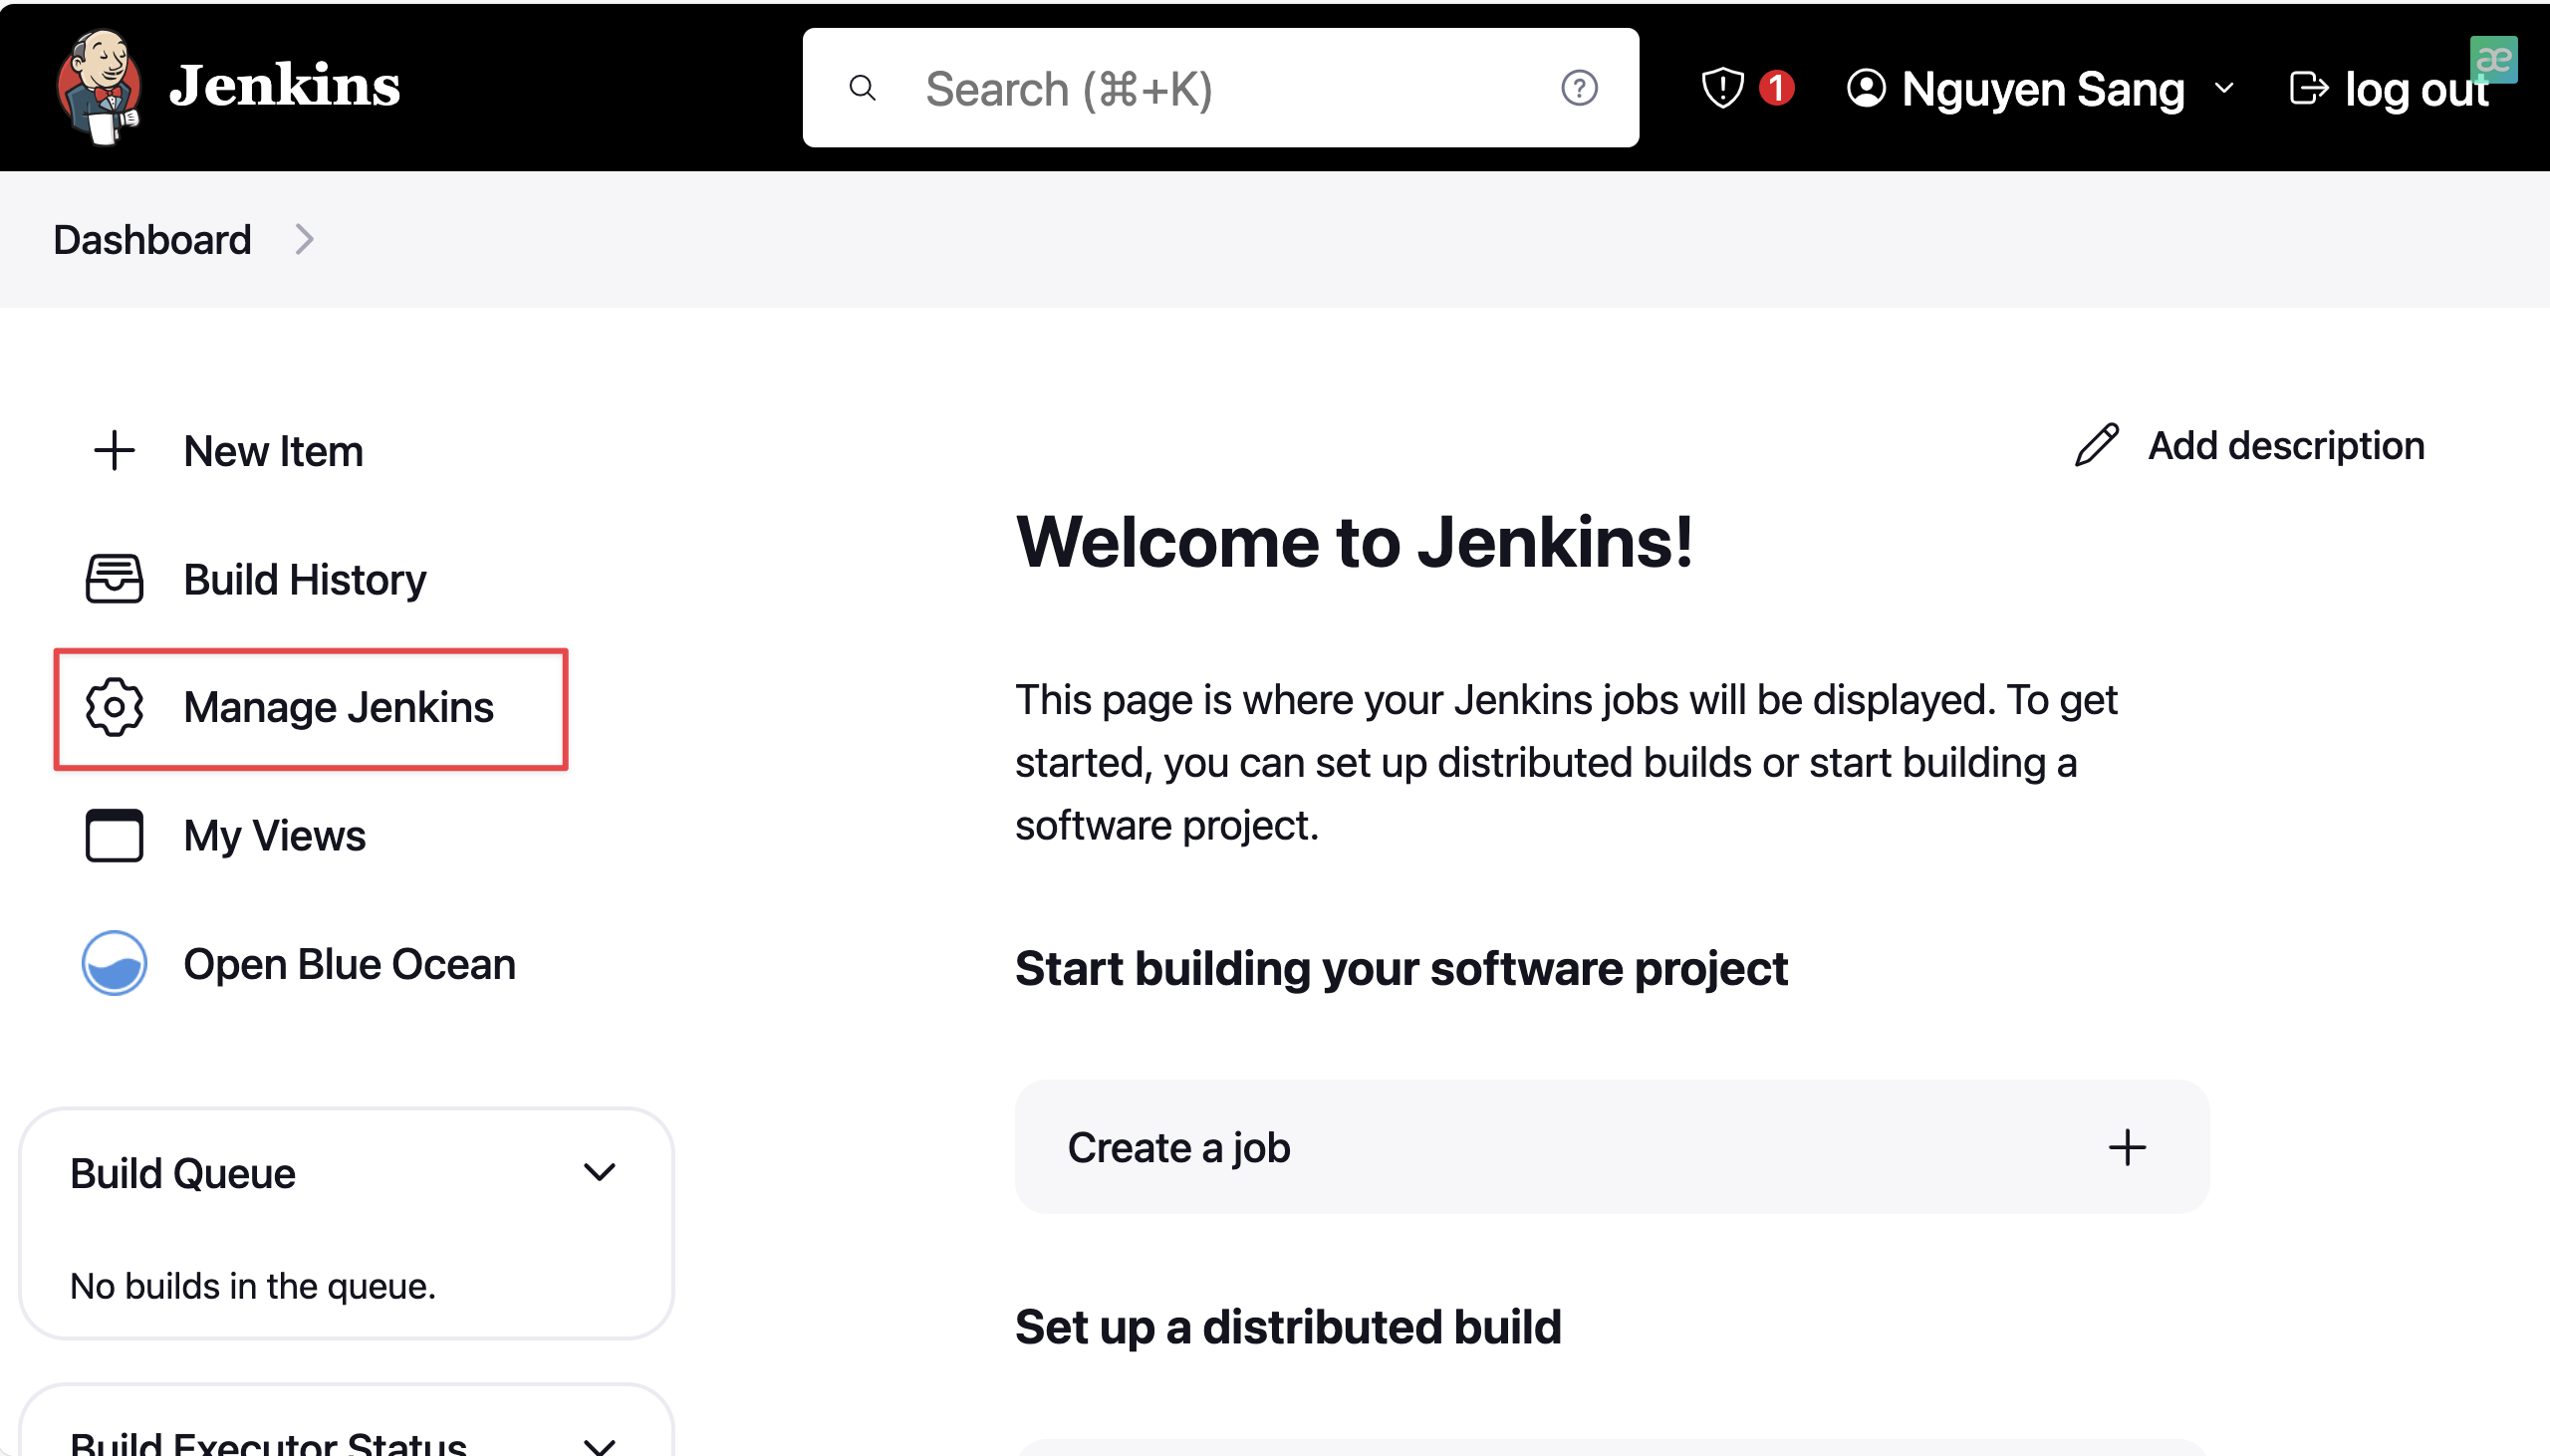 Jenkins
Search (⌘+K)
1
Nguyen Sang
log out
æ
Dashboard
New Item
Build History
Manage Jenkins
My Views
Open Blue Ocean
Build Queue
No builds in the queue.
Build Executor Status
Add description
Welcome to Jenkins!
This page is where your Jenkins jobs will be displayed. To get
started, you can set up distributed builds or start building a
software project.
Start building your software project
Create a job
Set up a distributed build